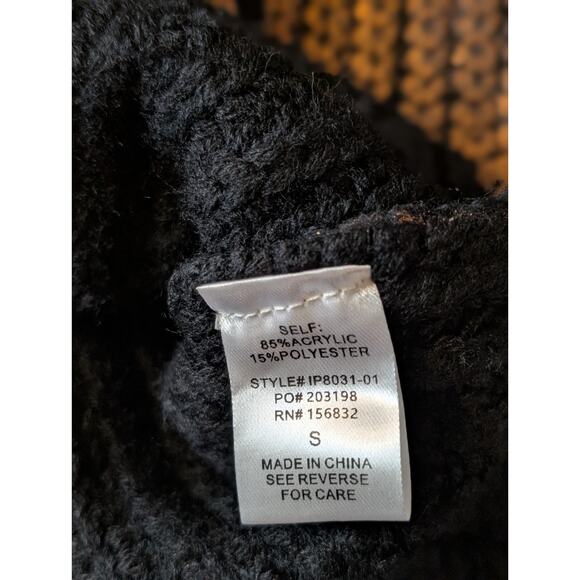 SELF:
85%ACRYLIC
15%POLYESTER
STYLE# IP8031-01
PO# 203198
RN# 156832
S
MADE IN CHINA
SEE REVERSE
FOR CARE